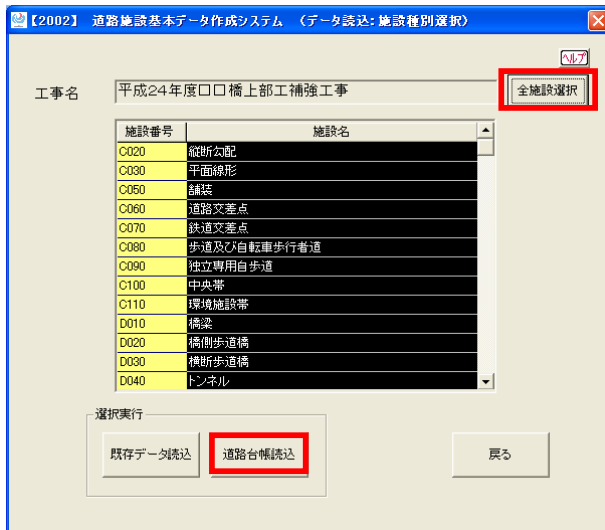 【2002】 道路施設基本データ作成システム （データ読込：施設種別選択）
ヘルプ
工事名 平成24年度口口橋上部工補強工事 全施設選択
施設番号 施設名
C020 縦断勾配
C030 平面線形
C050 舗装
C060 道路交差点
C070 鉄道交差点
C080 歩道及び自転車歩行者道
C090 独立専用自歩道
C100 中央帯
C110 環境施設帯
D010 橋梁
D020 橋側歩道橋
D030 横断歩道橋
D040 トンネル
選択実行
既存データ読込 道路台帳読込 戻る